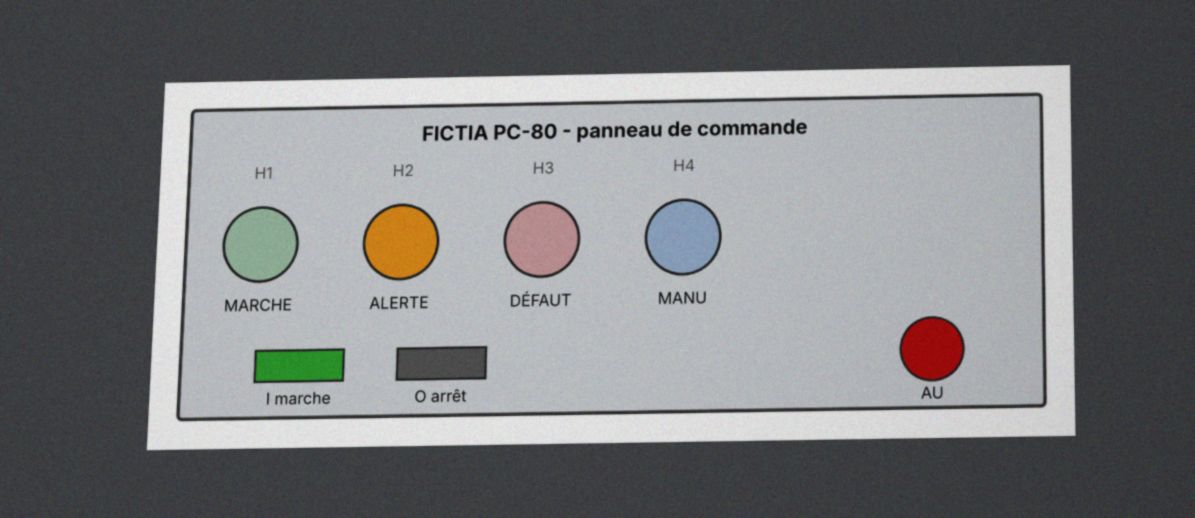 FICTIA PC-80 - panneau de commande
H1 H2 H3 H4
MARCHE ALERTE DÉFAUT MANU
I marche O arrêt AU